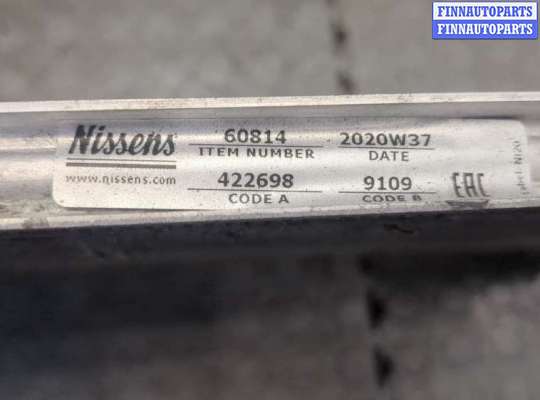 FINNAUTOPARTS
FINNAUTOPARTS
Nissens 60814 2020W37
ITEM NUMBER DATE
www.nissens.com 422698 9109 EAC
CODE A CODE B